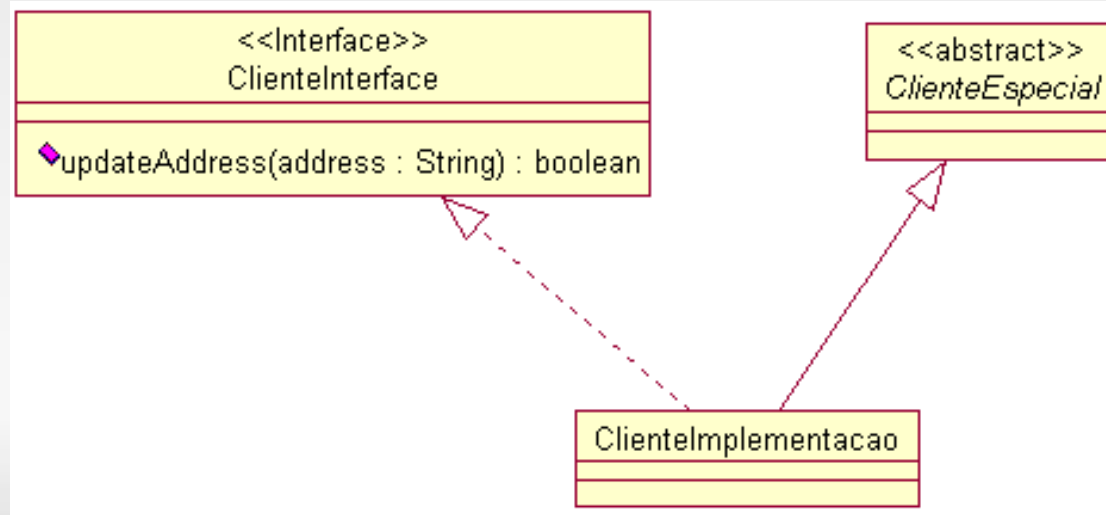 <<Interface>>
ClienteInterface
updateAddress(address : String) : boolean
<<abstract>>
ClienteEspecial
ClienteImplementacao